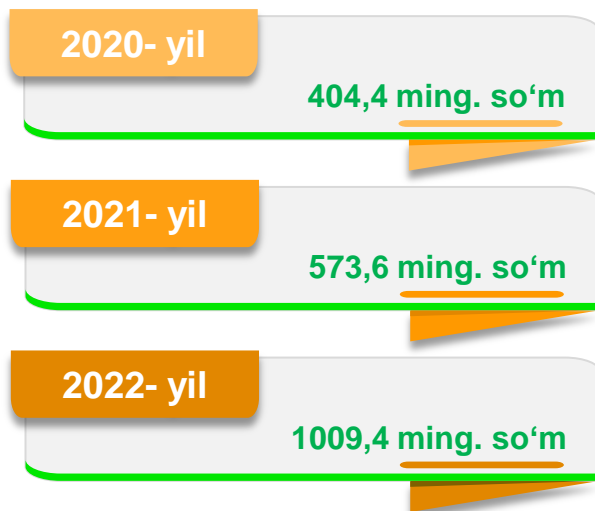 2020- yil
404,4 ming. so‘m
2021- yil
573,6 ming. so‘m
2022- yil
1009,4 ming. so‘m